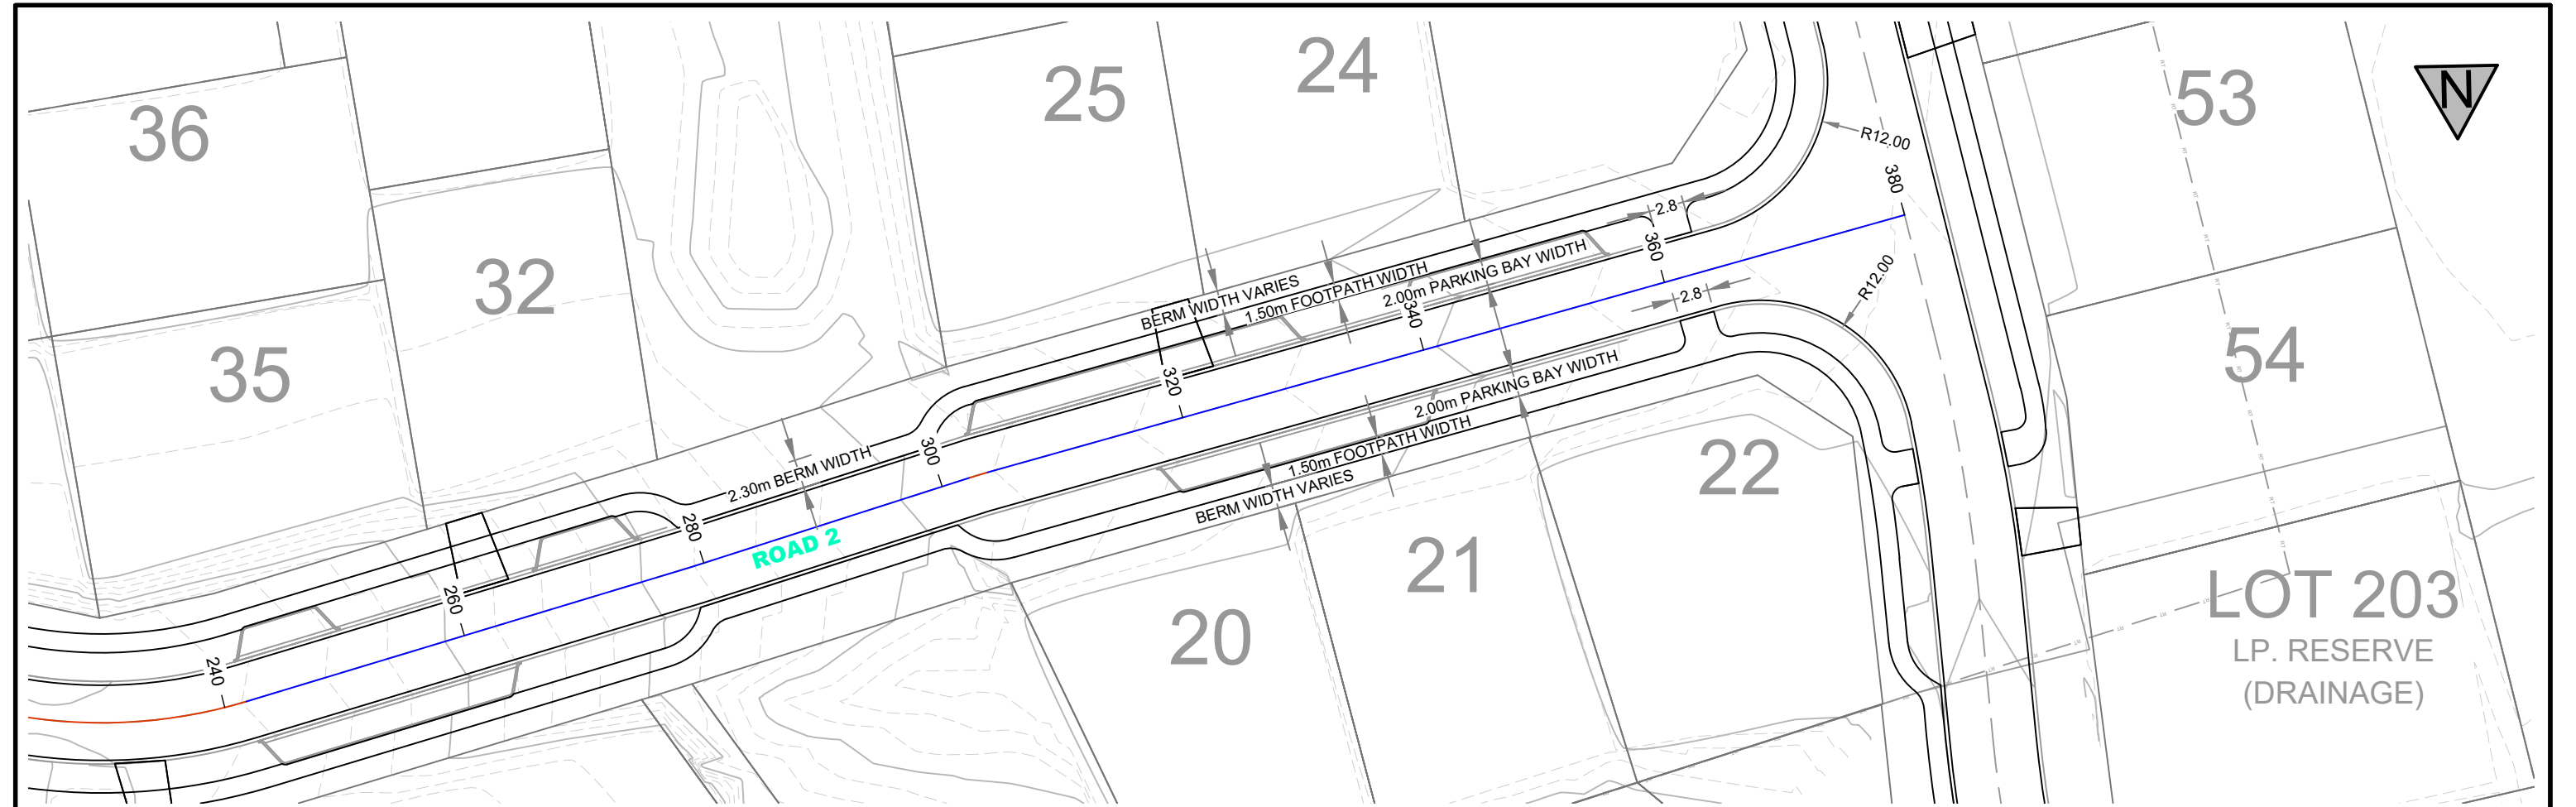 36
25
24
53
N
R12.00
380
2.8
360
32
BERM WIDTH VARIES
1.50m FOOTPATH WIDTH
2.00m PARKING BAY WIDTH
340
2.8
R12.00
35
320
54
2.00m PARKING BAY WIDTH
1.50m FOOTPATH WIDTH
BERM WIDTH VARIES
300
2.30m BERM WIDTH
22
280
ROAD 2
21
260
20
LOT 203
LP. RESERVE
(DRAINAGE)
240